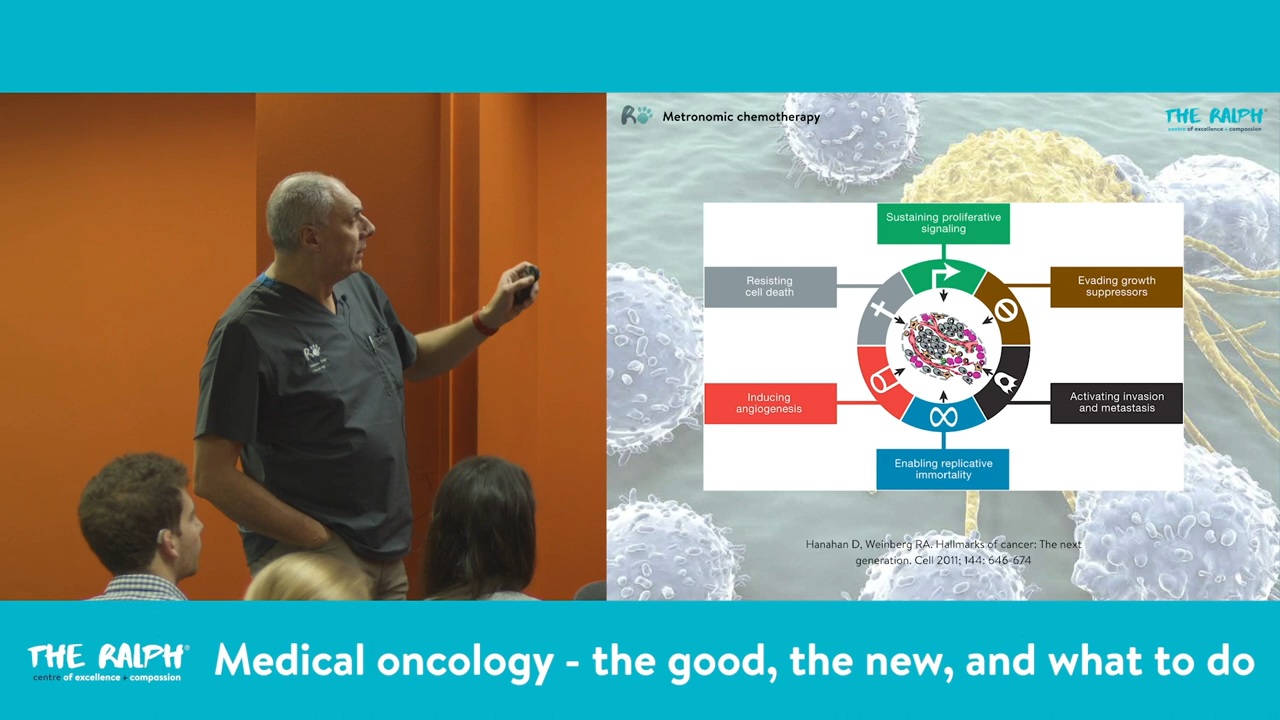 Metronomic chemotherapy
THE RALPH®
centre of excellence + compassion
Sustaining proliferative
signaling
Resisting
cell death
Evading growth
suppressors
Inducing
angiogenesis
Activating invasion
and metastasis
Enabling replicative
immortality
Hanahan D, Weinberg RA. Hallmarks of cancer: The next
generation. Cell 2011; 144: 646-674
THE RALPH®
centre of excellence + compassion
Medical oncology - the good, the new, and what to do